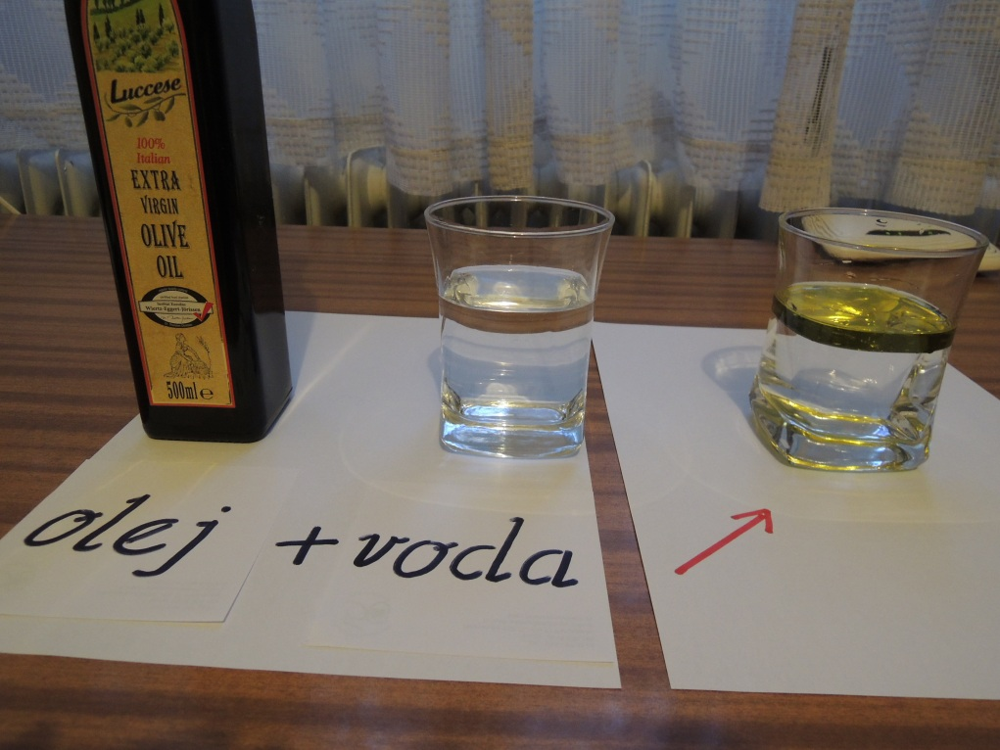 Luccese
100%
Italian
EXTRA
VIRGIN
OLIVE
OIL
500ml e
olej + voda